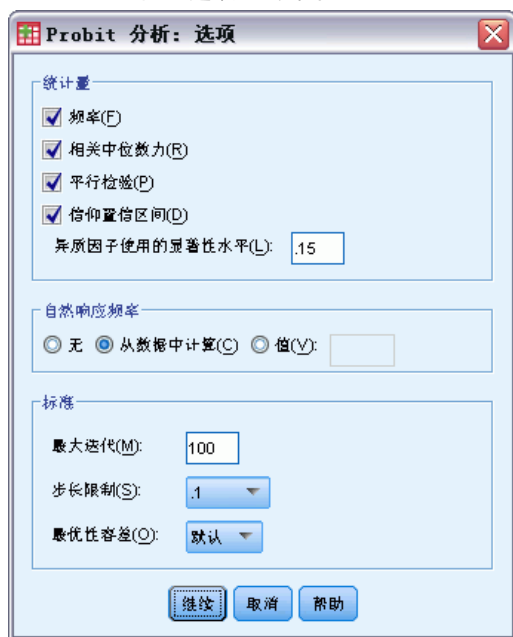 Probit 分析: 选项
统计量
频率(F)
相关中位数力(R)
平行检验(P)
信仰置信区间(D)
异质因子使用的显著性水平(L): .15
自然响应频率
无 从数据中计算(C) 值(V):
标准
最大迭代(M): 100
步长限制(S): .1
最优性容差(O): 默认
继续 取消 帮助